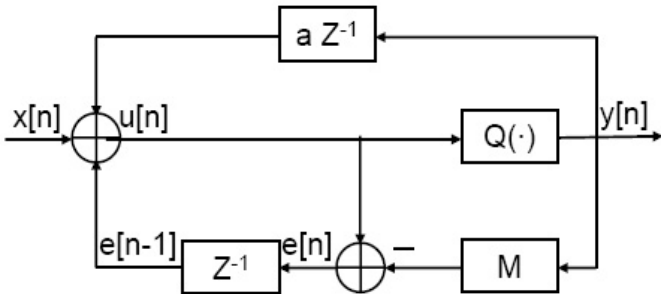 a Z-1
x[n]
u[n]
Q(·)
y[n]
e[n-1]
Z-1
e[n]
–
M